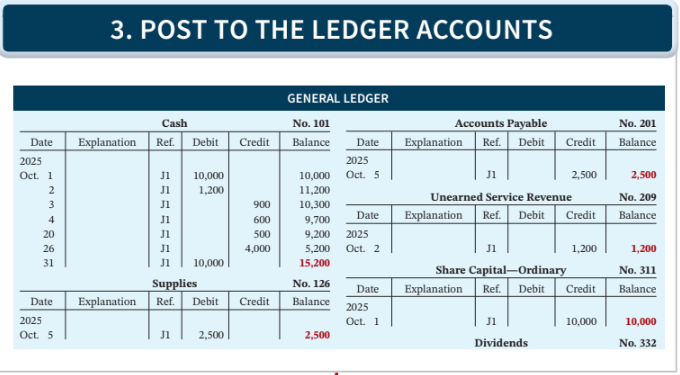 3. POST TO THE LEDGER ACCOUNTS
GENERAL LEDGER
Cash No. 101
Date Explanation Ref. Debit Credit Balance
2025
Oct. 1 J1 10,000 10,000
2 J1 1,200 11,200
3 J1 900 10,300
4 J1 600 9,700
20 J1 500 9,200
26 J1 4,000 5,200
31 J1 10,000 15,200
Supplies No. 126
Date Explanation Ref. Debit Credit Balance
2025
Oct. 5 J1 2,500 2,500
Accounts Payable No. 201
Date Explanation Ref. Debit Credit Balance
2025
Oct. 5 J1 2,500 2,500
Unearned Service Revenue No. 209
Date Explanation Ref. Debit Credit Balance
2025
Oct. 2 J1 1,200 1,200
Share Capital—Ordinary No. 311
Date Explanation Ref. Debit Credit Balance
2025
Oct. 1 J1 10,000 10,000
Dividends No. 332